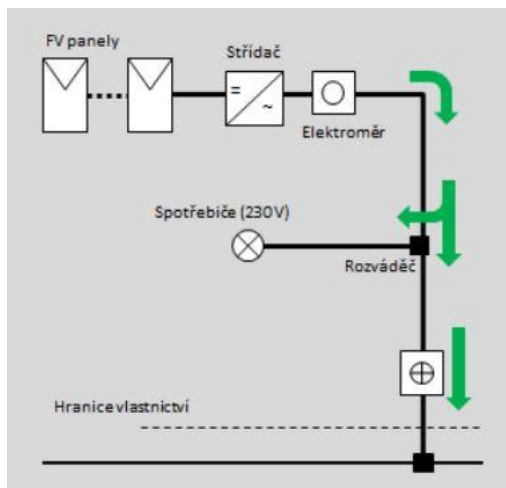 FV panely
Střídač
=
~
Elektroměr
Spotřebiče (230V)
Rozváděč
Hranice vlastnictví